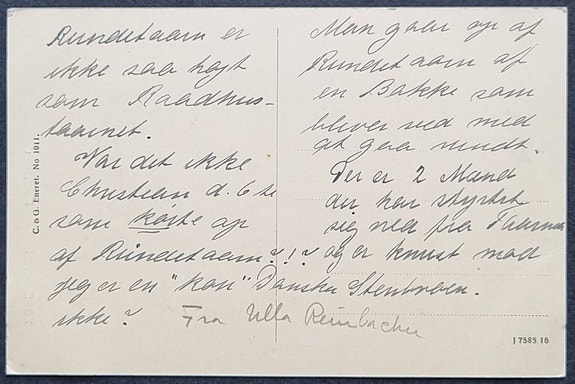 Rundetaarn er
ikke saa højt
som Raadhus-
taarnet.
Var det ikke
Christian d. 6te
som kørte op
af Rundetaarn?!?
jeg er en "kon" Danske
ikke?
Man gaar op af
Rundetaarn af
en Bakke som
bliver ved med
at gaa rundt.
Der er 2 Mænd
der har styrtet
sig ned fra Taarnet
og er knust mod
Stenbroen.
Fra Ulla Reinbacher
C. & G. Eneret. No 1011.
J 7585 16